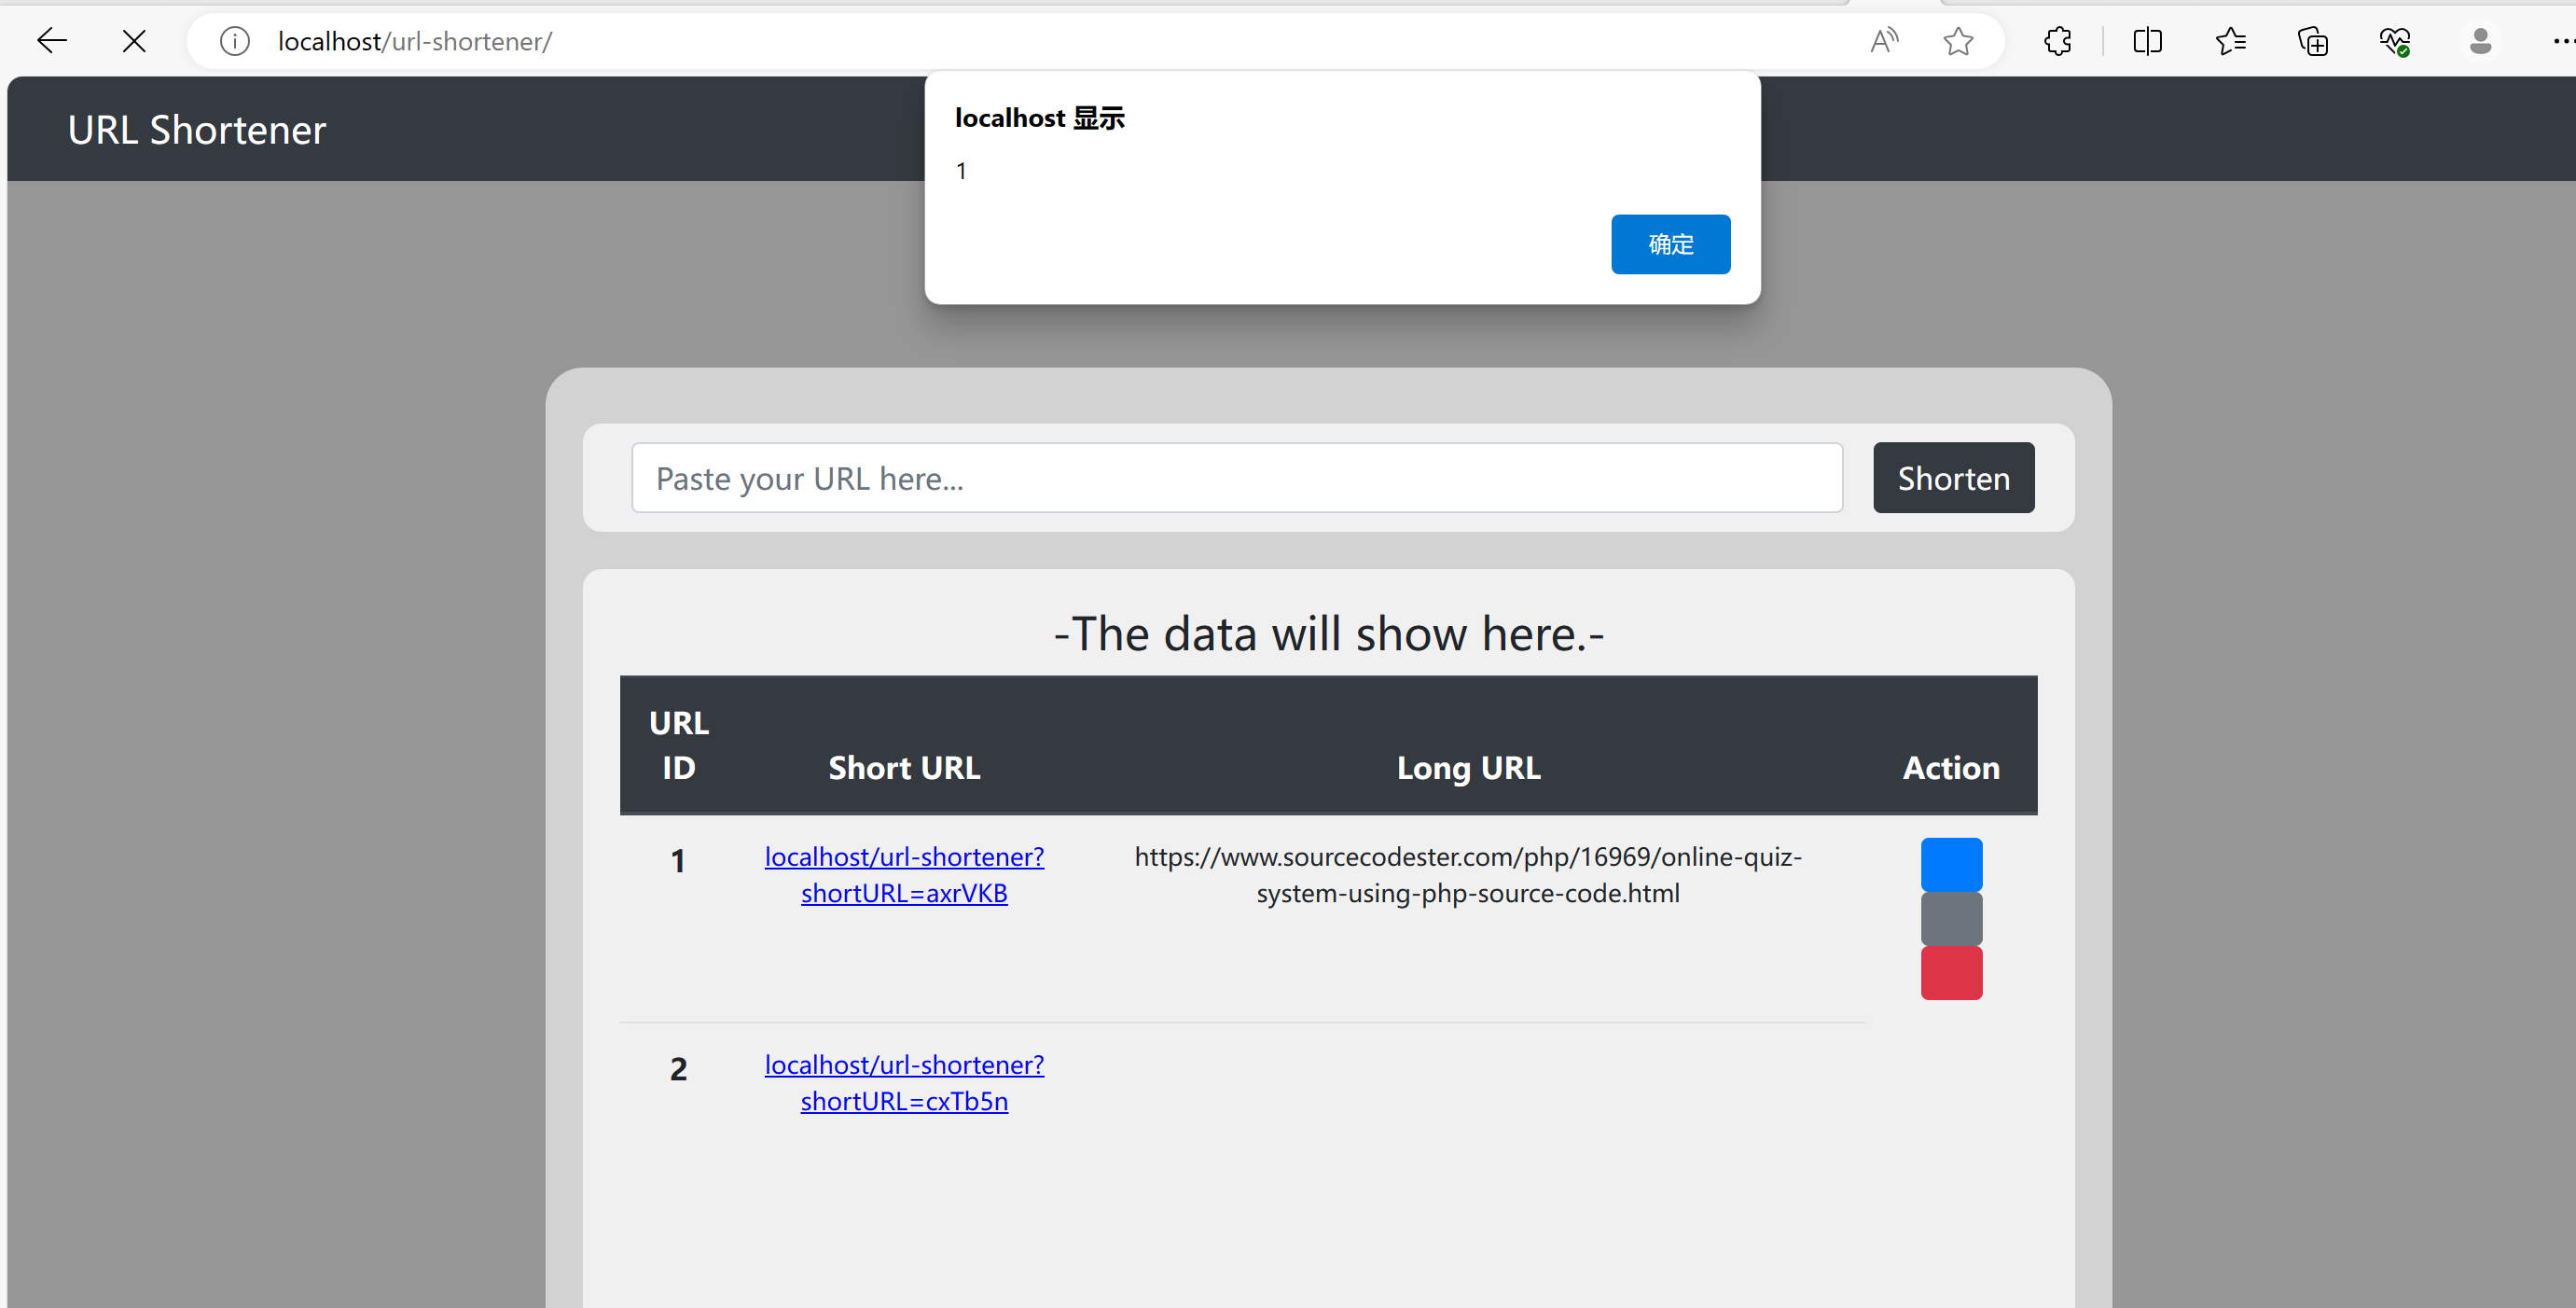 localhost/url-shortener/
URL Shortener
localhost 显示
1
确定
Paste your URL here...
Shorten
-The data will show here.-
URL
ID
Short URL
Long URL
Action
1
localhost/url-shortener?
shortURL=axrVKB
https://www.sourcecodester.com/php/16969/online-quiz-
system-using-php-source-code.html
2
localhost/url-shortener?
shortURL=cxTb5n